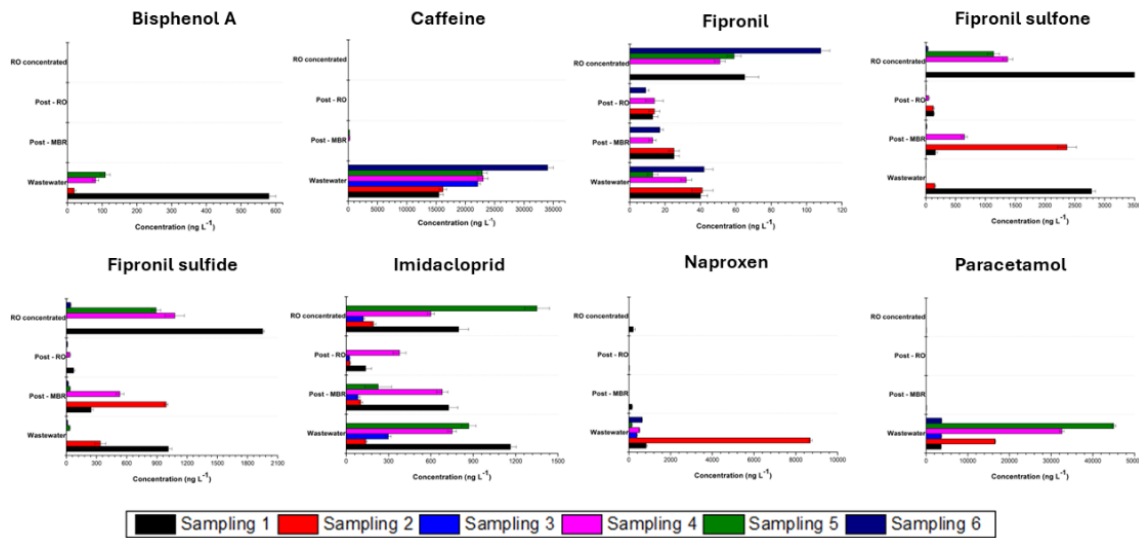 Bisphenol A
RO concentrated
Post - RO
Post - MBR
Wastewater
0 100 200 300 400 500 600
Concentration (ng L-1)
Caffeine
RO concentrated
Post - RO
Post - MBR
Wastewater
0 5000 10000 15000 20000 25000 30000 35000
Concentration (ng L-1)
Fipronil
RO concentrated
Post - RO
Post - MBR
Wastewater
0 20 40 60 80 100 120
Concentration (ng L-1)
Fipronil sulfone
RO concentrated
Post - RO
Post - MBR
Wastewater
0 500 1000 1500 2000 2500 3000 3500
Concentration (ng L-1)
Fipronil sulfide
RO concentrated
Post - RO
Post - MBR
Wastewater
0 300 600 900 1200 1500 1800 2100
Concentration (ng L-1)
Imidacloprid
RO concentrated
Post - RO
Post - MBR
Wastewater
0 300 600 900 1200 1500
Concentration (ng L-1)
Naproxen
RO concentrated
Post - RO
Post - MBR
Wastewater
0 2000 4000 6000 8000 10000
Concentration (ng L-1)
Paracetamol
RO concentrated
Post - RO
Post - MBR
Wastewater
0 10000 20000 30000 40000 50000
Concentration (ng L-1)
Sampling 1 Sampling 2 Sampling 3 Sampling 4 Sampling 5 Sampling 6